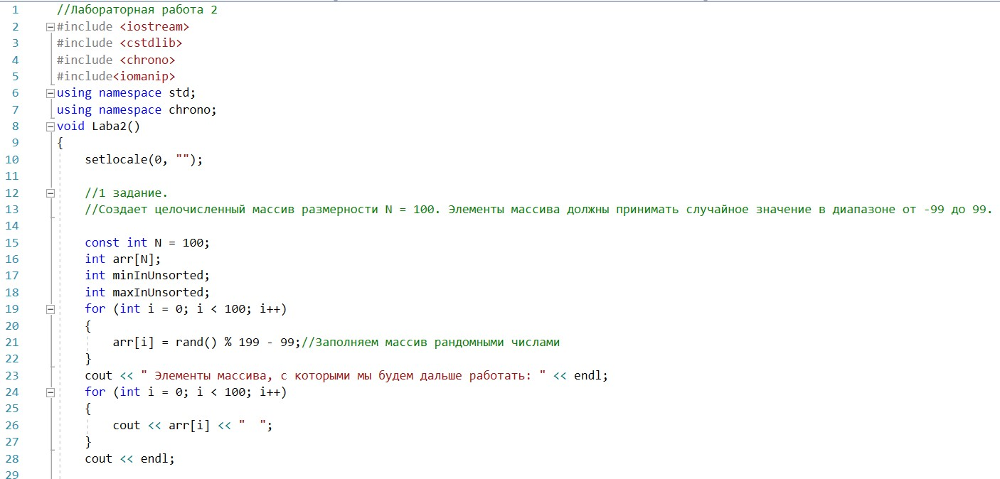 1 //Лабораторная работа 2
2 #include <iostream>
3 #include <cstdlib>
4 #include <chrono>
5 #include<iomanip>
6 using namespace std;
7 using namespace chrono;
8 void Laba2()
9 {
10 setlocale(0, "");
11
12 //1 задание.
13 //Создает целочисленный массив размерности N = 100. Элементы массива должны принимать случайное значение в диапазоне от -99 до 99.
14
15 const int N = 100;
16 int arr[N];
17 int minInUnsorted;
18 int maxInUnsorted;
19 for (int i = 0; i < 100; i++)
20 {
21 arr[i] = rand() % 199 - 99;//Заполняем массив рандомными числами
22 }
23 cout << " Элементы массива, с которыми мы будем дальше работать: " << endl;
24 for (int i = 0; i < 100; i++)
25 {
26 cout << arr[i] << "  ";
27 }
28 cout << endl;
29